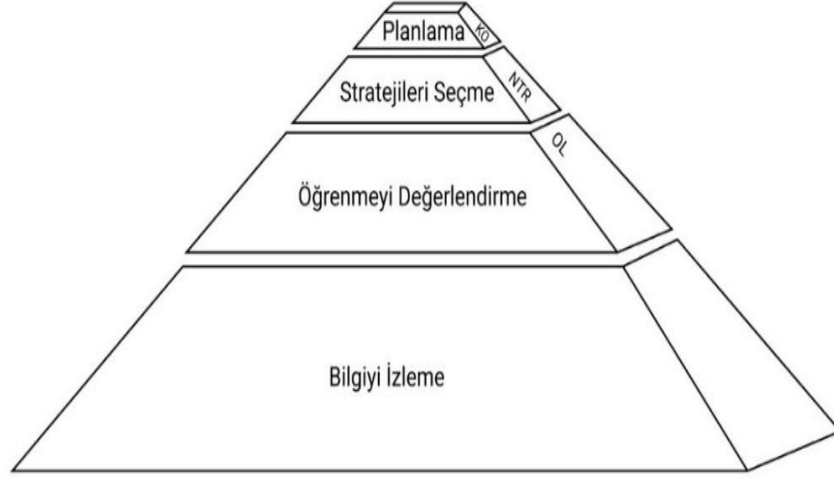 Planlama
KO
Stratejileri Seçme
NTR
OL
Öğrenmeyi Değerlendirme
Bilgiyi İzleme